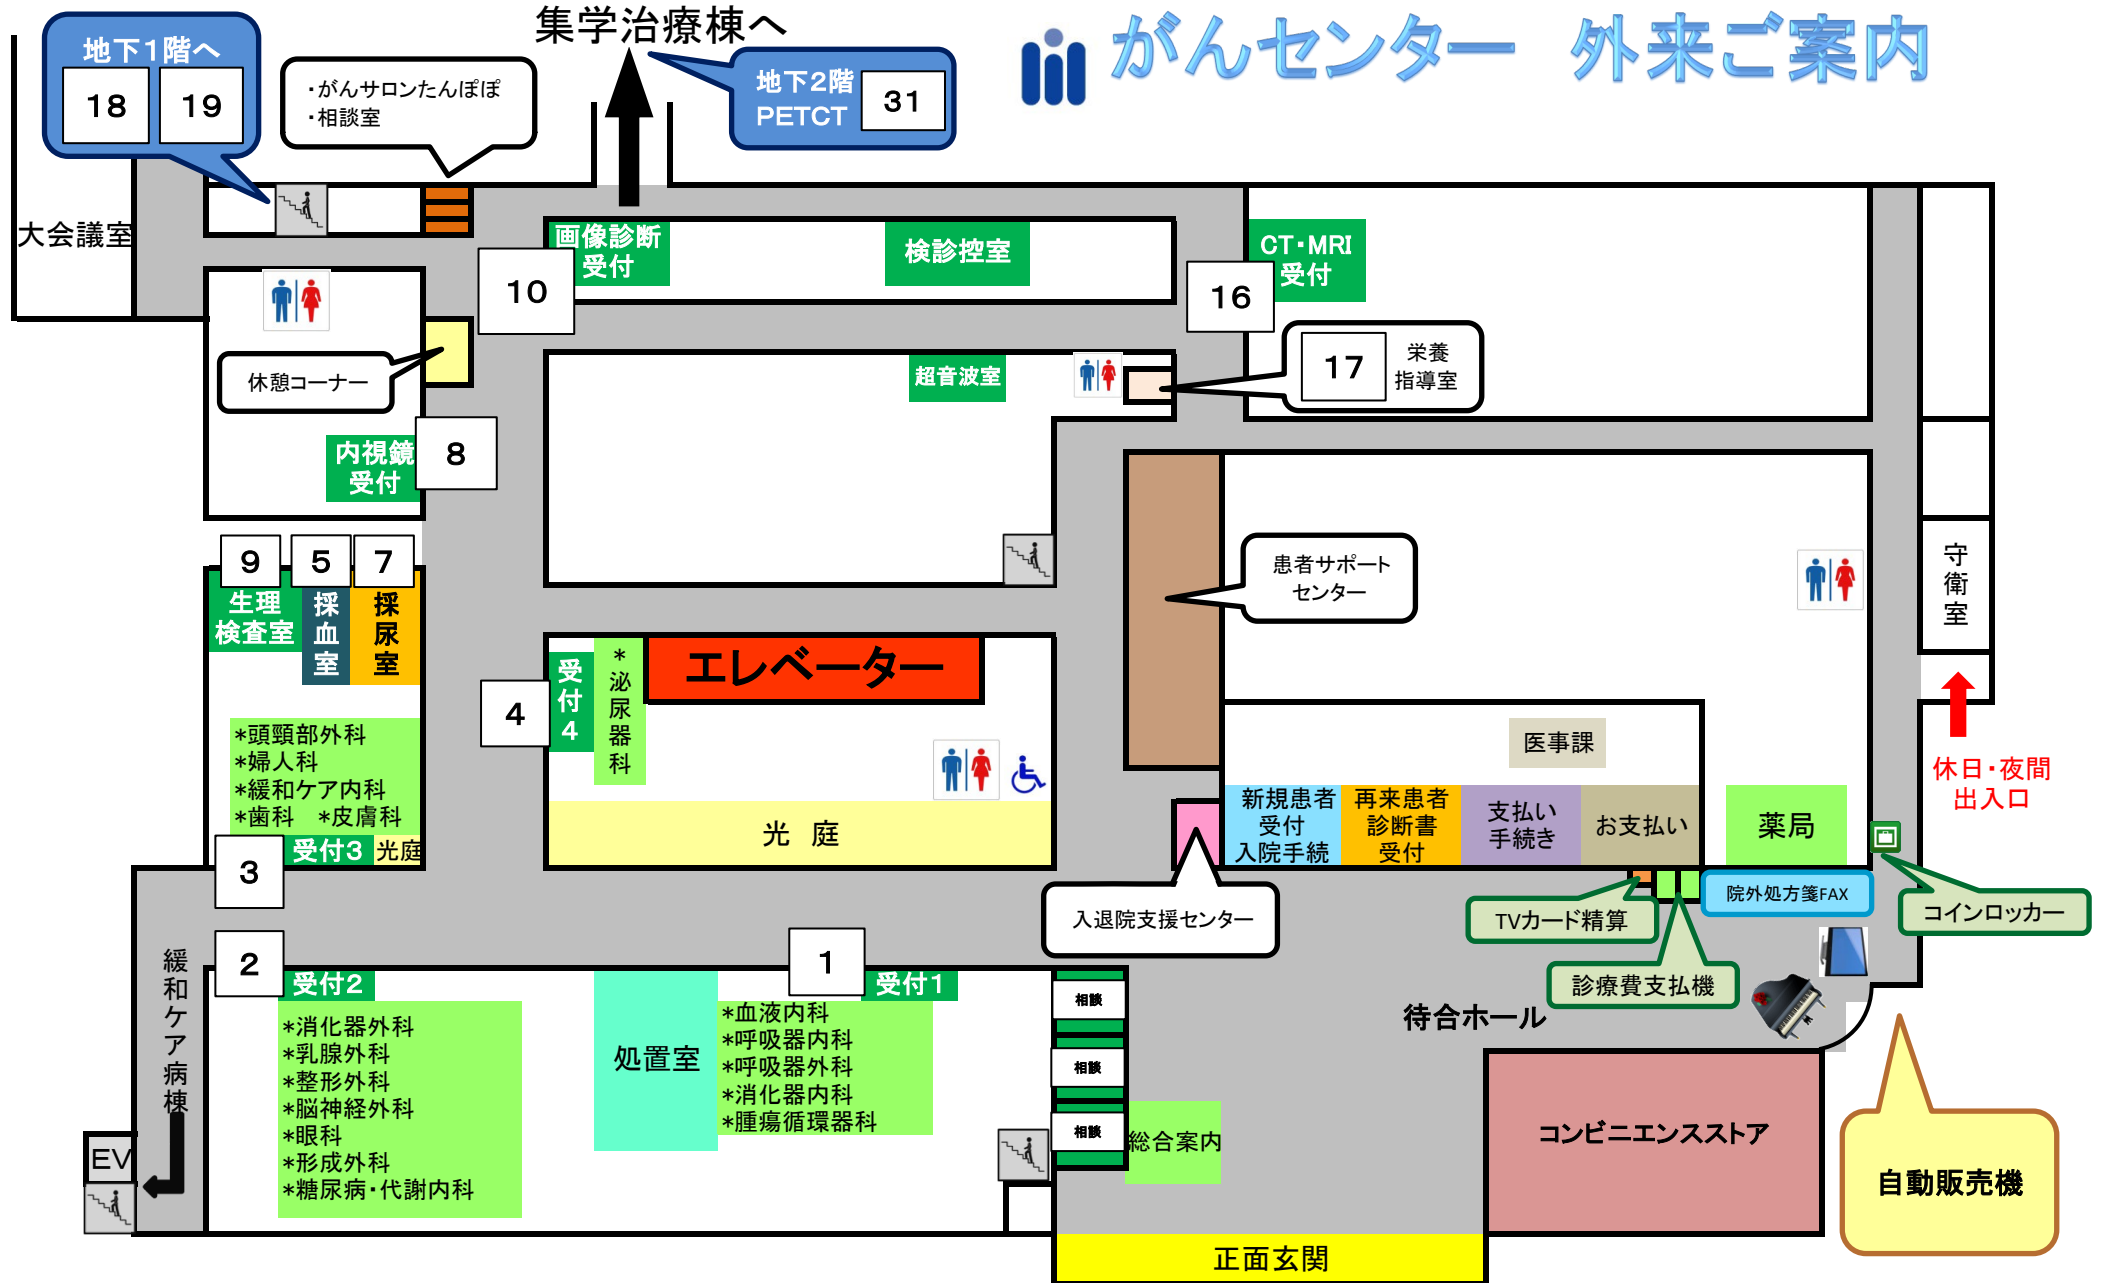 集学治療棟へ
がんセンター　外来ご案内
地下1階へ
18 19
・がんサロンたんぽぽ
・相談室
地下2階
PETCT
31
大会議室
画像診断
受付
10
検診控室
CT・MRI
受付
16
17
栄養
指導室
超音波室
休憩コーナー
内視鏡
受付
8
9 5 7
生理
検査室
採血室
採尿室
患者サポート
センター
守衛室
受付4
4
*泌尿器科
エレベーター
*頭頸部外科
*婦人科
*緩和ケア内科
*歯科 *皮膚科
受付3
光庭
3
光 庭
医事課
休日・夜間
出入口
新規患者
受付
入院手続
再来患者
診断書
受付
支払い
手続き
お支払い
薬局
入退院支援センター
TVカード精算
院外処方箋FAX
コインロッカー
診療費支払機
緩和ケア病棟
2
受付2
1
受付1
*消化器外科
*乳腺外科
*整形外科
*脳神経外科
*眼科
*形成外科
*糖尿病・代謝内科
処置室
*血液内科
*呼吸器内科
*呼吸器外科
*消化器内科
*腫瘍循環器科
相談
相談
相談
総合案内
待合ホール
コンビニエンスストア
自動販売機
EV
正面玄関